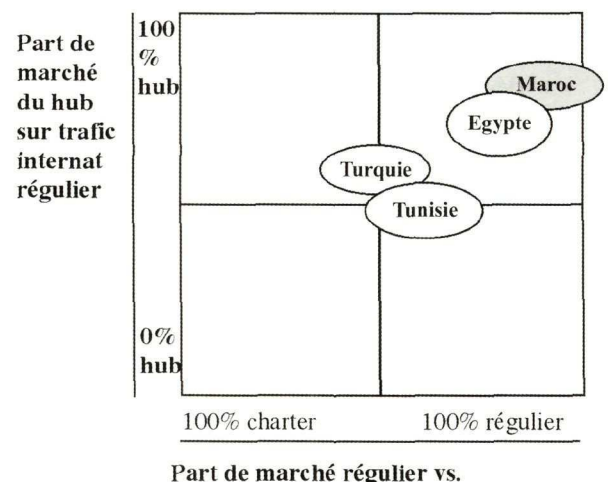 Part de
marché
du hub
sur trafic
internat
régulier
100
%
hub
Maroc
Egypte
Turquie
Tunisie
0%
hub
100% charter
100% régulier
Part de marché régulier vs.